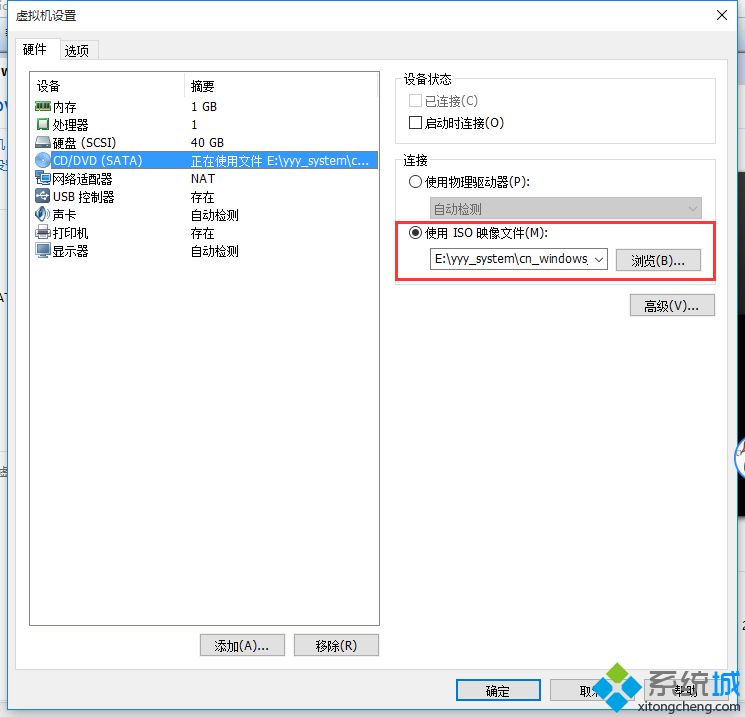 虚拟机设置
硬件 选项
设备 摘要
内存 1 GB
处理器 1
硬盘 (SCSI) 40 GB
CD/DVD (SATA) 正在使用文件 E:\yyy_system\c...
网络适配器 NAT
USB 控制器 存在
声卡 自动检测
打印机 存在
显示器 自动检测
添加(A)... 移除(R)
设备状态
已连接(C)
启动时连接(O)
连接
使用物理驱动器(P):
自动检测
使用 ISO 映像文件(M):
E:\yyy_system\cn_windows_
浏览(B)...
高级(V)...
确定 取 帮助
系统城
xitongcheng.com